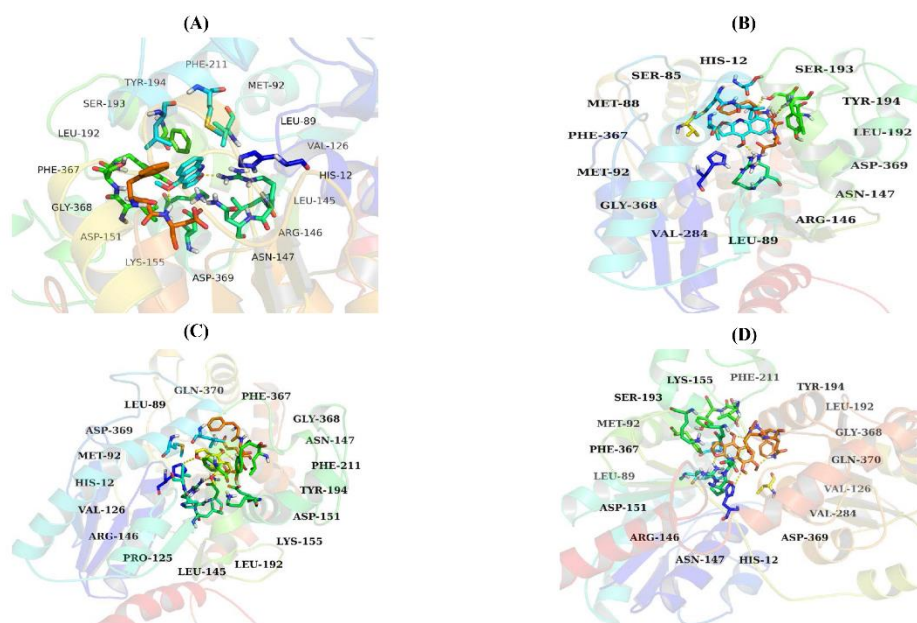 (A)
PHE-211
TYR-194
MET-92
SER-193
LEU-89
LEU-192
VAL-126
PHE-367
HIS-12
LEU-145
GLY-368
ARG-146
ASP-151
ASN-147
LYS-155
ASP-369
(B)
HIS-12
SER-193
SER-85
MET-88
TYR-194
PHE-367
LEU-192
MET-92
ASP-369
ASN-147
GLY-368
ARG-146
VAL-284
LEU-89
(C)
GLN-370
PHE-367
LEU-89
GLY-368
ASP-369
ASN-147
MET-92
PHE-211
HIS-12
TYR-194
VAL-126
ASP-151
ARG-146
LYS-155
PRO-125
LEU-192
LEU-145
(D)
PHE-211
LYS-155
TYR-194
SER-193
LEU-192
MET-92
GLY-368
PHE-367
GLN-370
LEU-89
VAL-126
ASP-151
VAL-284
ARG-146
ASP-369
ASN-147
HIS-12